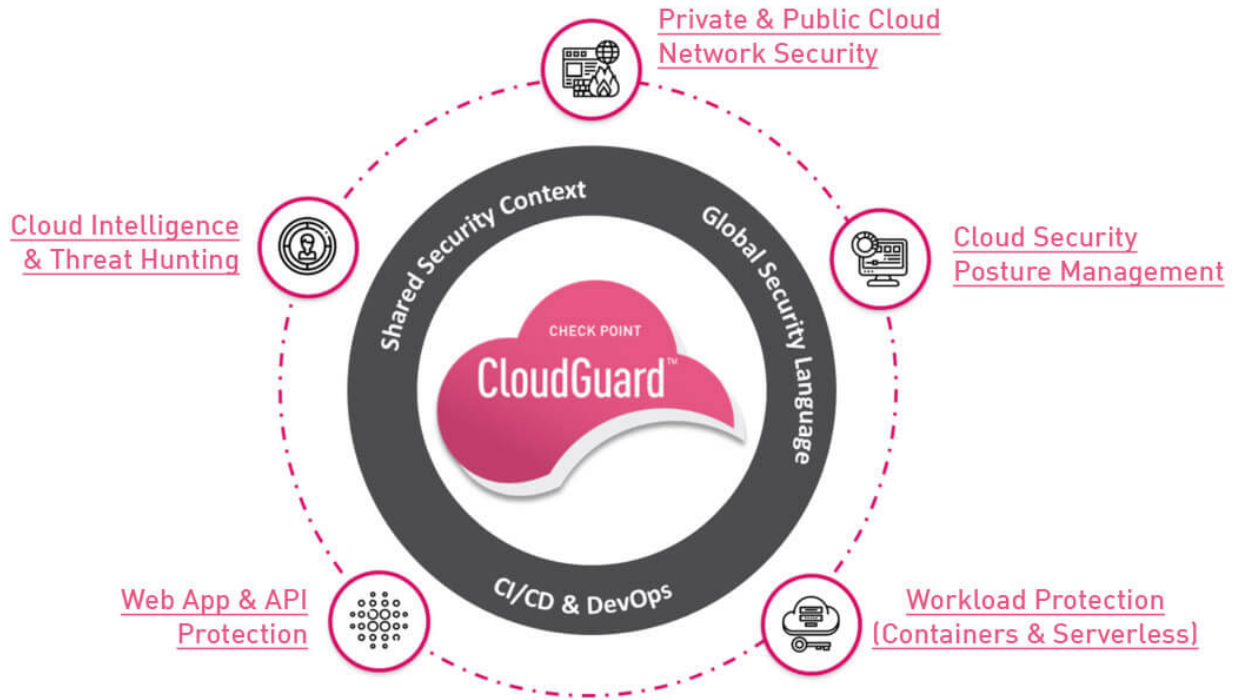 Private & Public Cloud
Network Security
Cloud Intelligence
& Threat Hunting
Cloud Security
Posture Management
Shared Security Context
Global Security Language
CHECK POINT
CloudGuard™
CI/CD & DevOps
Web App & API
Protection
Workload Protection
(Containers & Serverless)